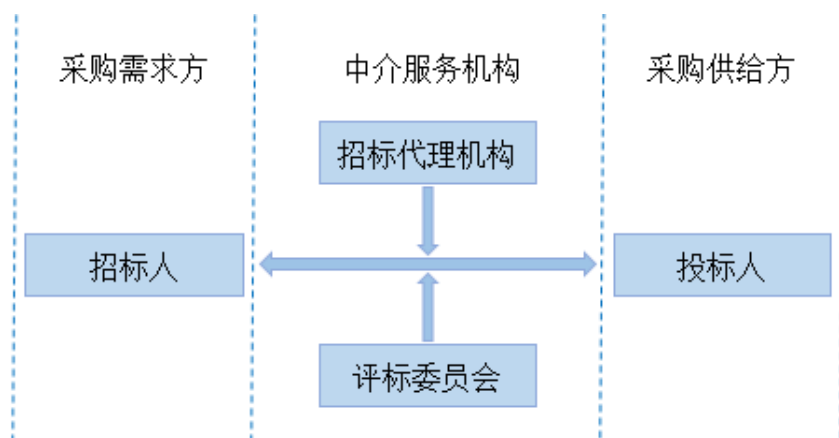 采购需求方
中介服务机构
采购供给方
招标代理机构
招标人
投标人
评标委员会